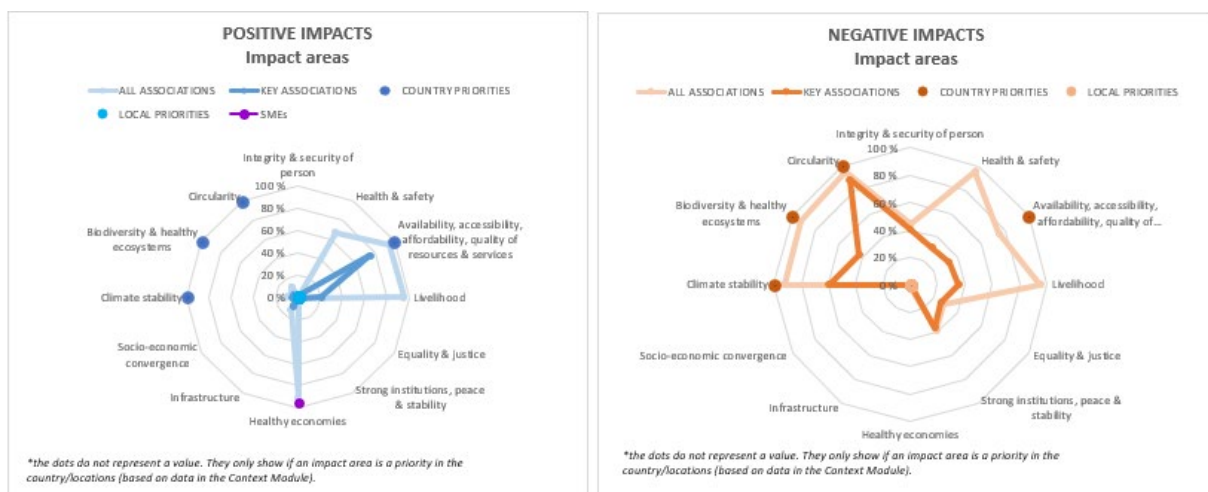 POSITIVE IMPACTS
Impact areas
ALL ASSOCIATIONS
KEY ASSOCIATIONS
COUNTRY PRIORITIES
LOCAL PRIORITIES
SMEs
Integrity & security of
person
Health & safety
Availability, accessibility,
affordability, quality of
resources & services
Livelihood
Equality & justice
Strong institutions, peace
& stability
Healthy economies
Infrastructure
Socio-economic
convergence
Climate stability
Biodiversity & healthy
ecosystems
Circularity
100 %
80 %
60 %
40 %
20 %
0 %
*the dots do not represent a value. They only show if an impact area is a priority in the
country/locations (based on data in the Context Module).
NEGATIVE IMPACTS
Impact areas
ALL ASSOCIATIONS
KEY ASSOCIATIONS
COUNTRY PRIORITIES
LOCAL PRIORITIES
Integrity & security of person
Health & safety
Availability, accessibility,
affordability, quality of...
Livelihood
Equality & justice
Strong institutions, peace &
stability
Healthy economies
Infrastructure
Socio-economic convergence
Climate stability
Biodiversity & healthy
ecosystems
Circularity
100 %
80 %
60 %
40 %
20 %
0 %
*the dots do not represent a value. They only show if an impact area is a priority in the
country/locations (based on data in the Context Module).